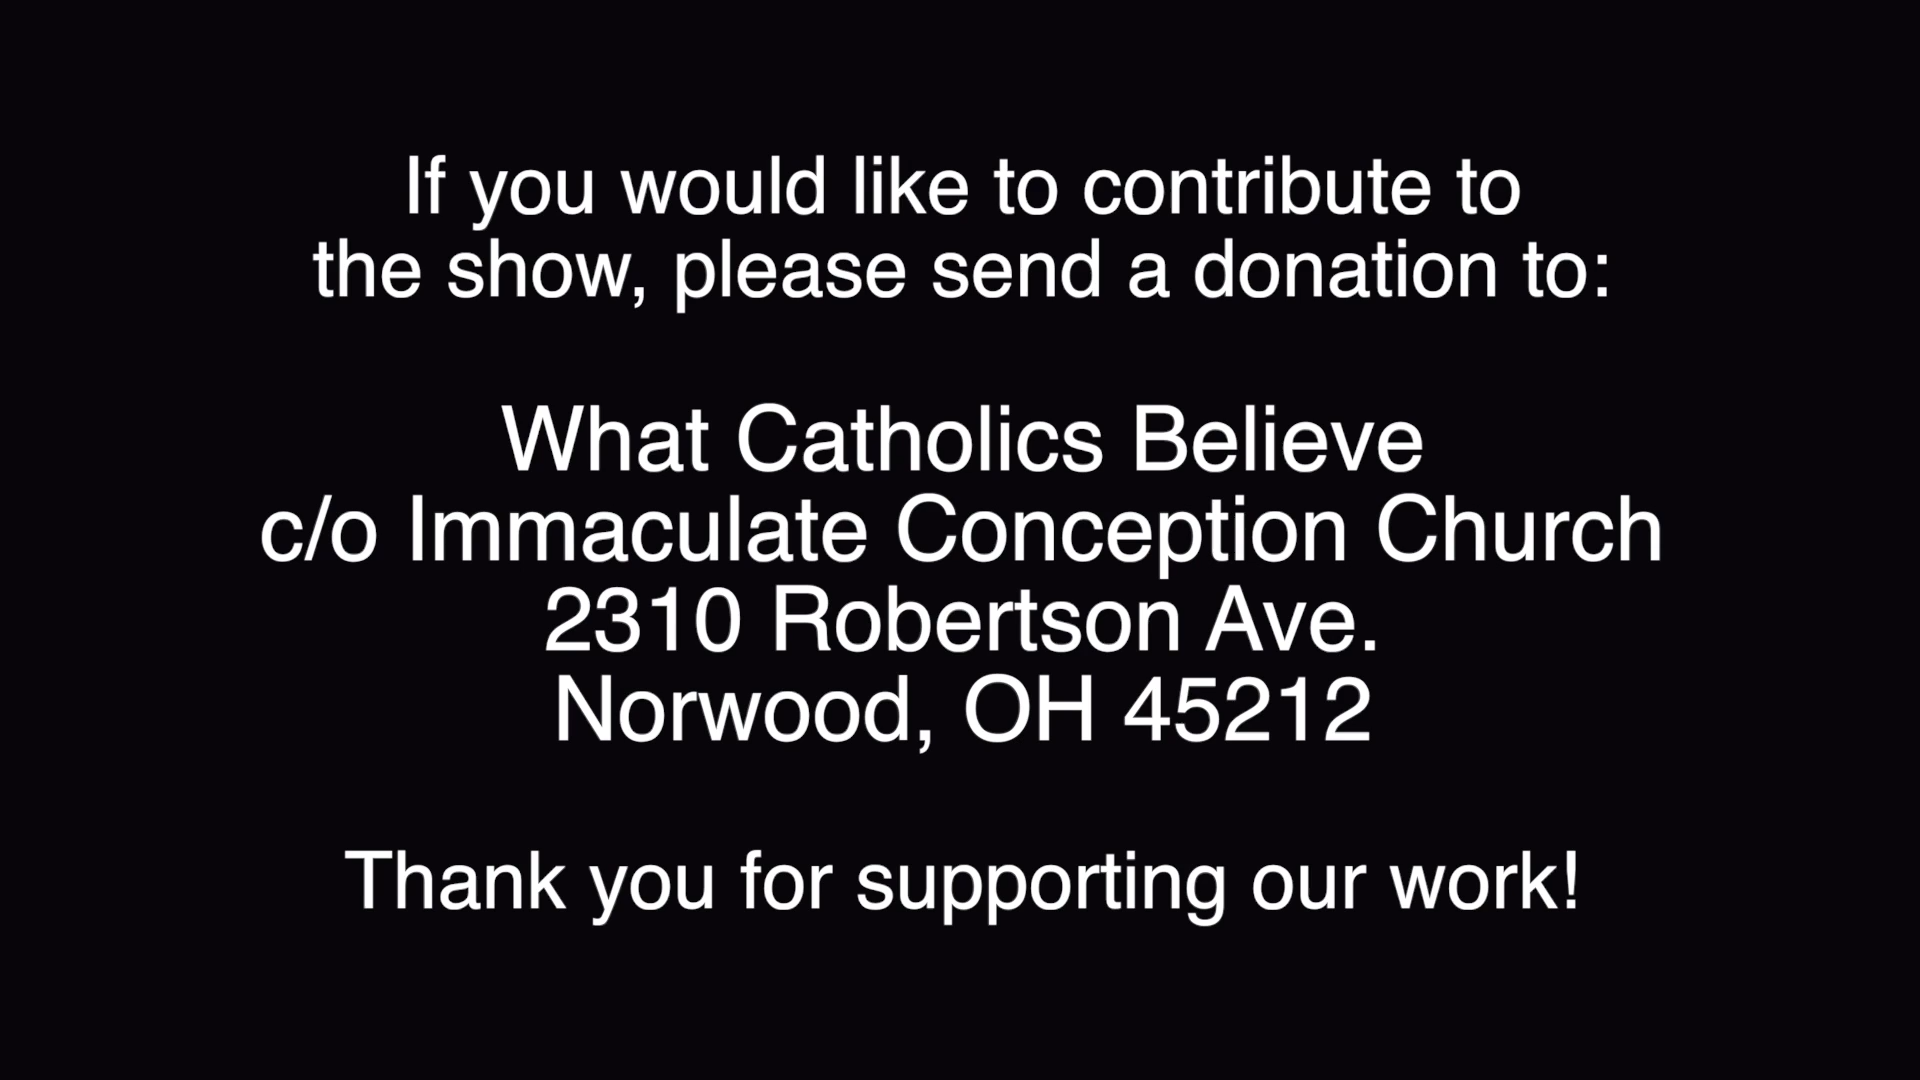 If you would like to contribute to
the show, please send a donation to:
What Catholics Believe
c/o Immaculate Conception Church
2310 Robertson Ave.
Norwood, OH 45212
Thank you for supporting our work!